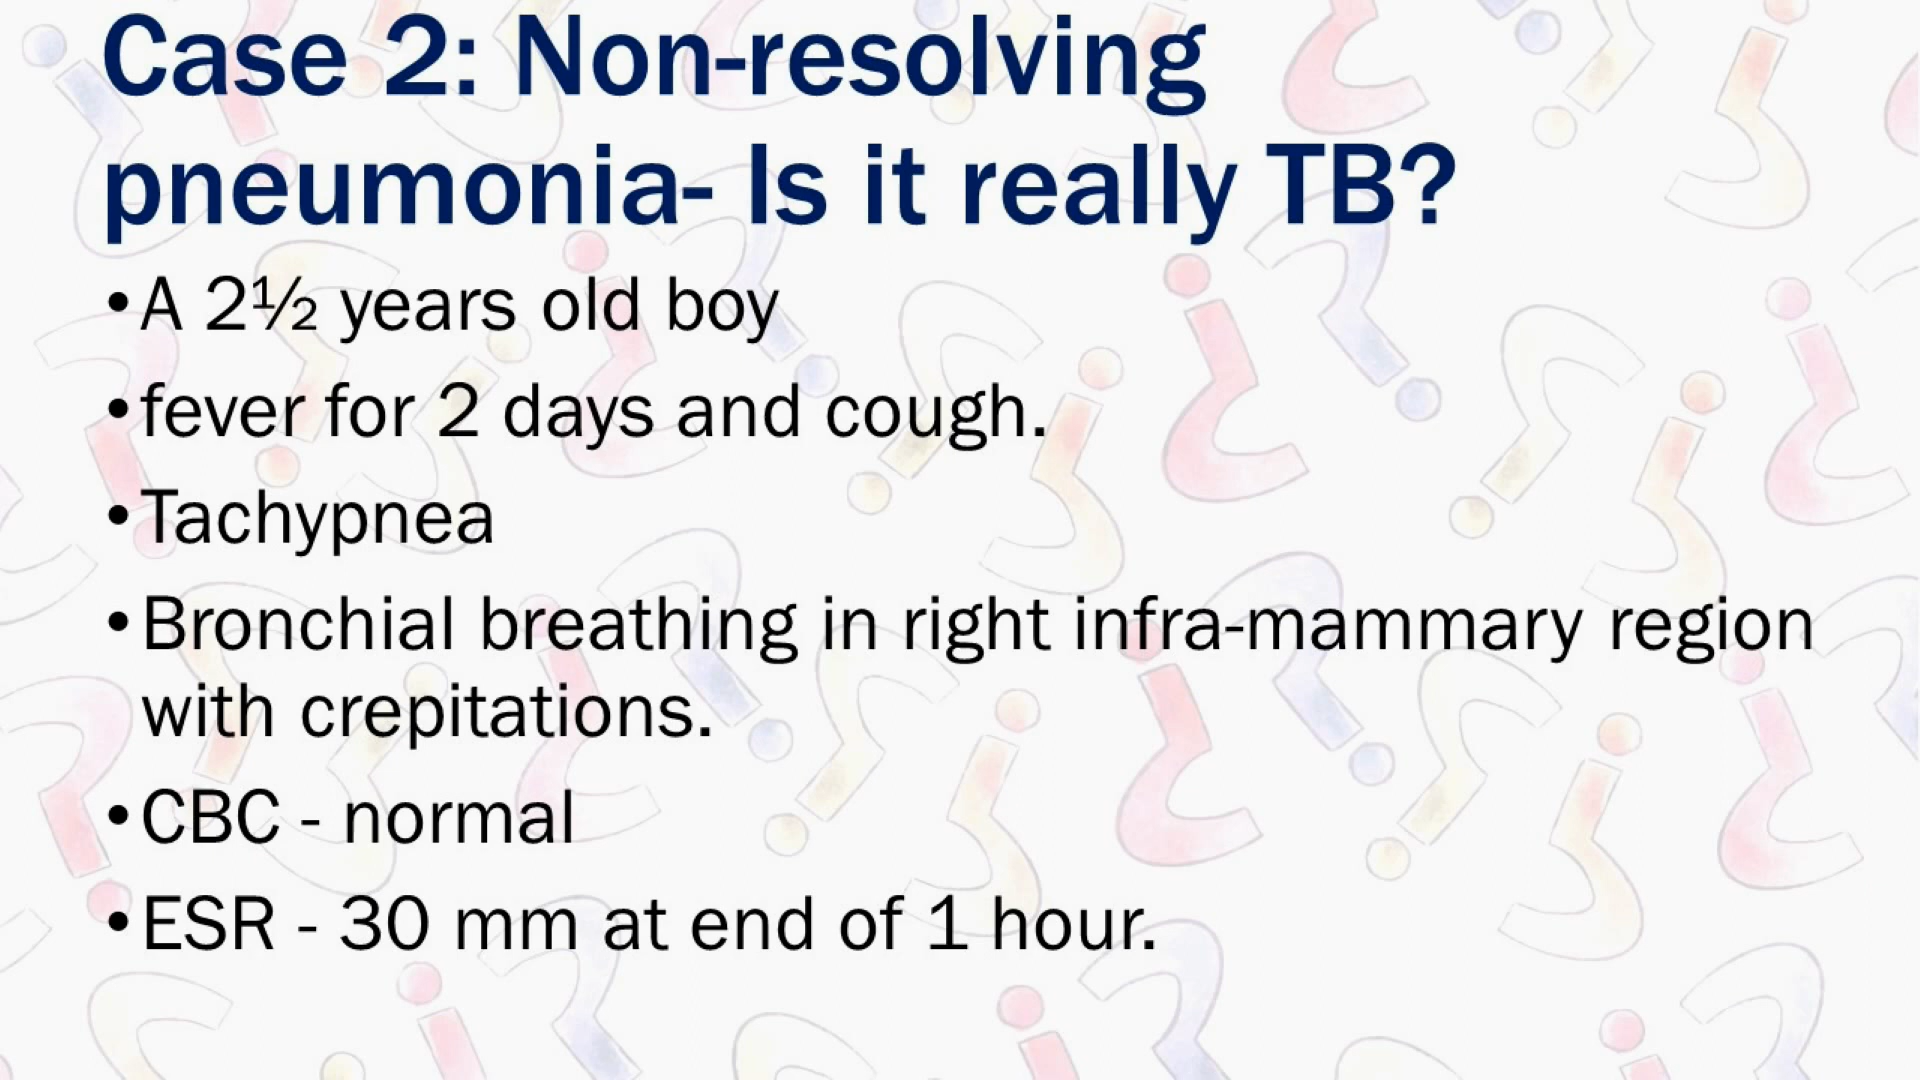 Case 2: Non-resolving
pneumonia- Is it really TB?
•A 2½ years old boy
•fever for 2 days and cough.
•Tachypnea
•Bronchial breathing in right infra-mammary region
with crepitations.
•CBC - normal
•ESR - 30 mm at end of 1 hour.